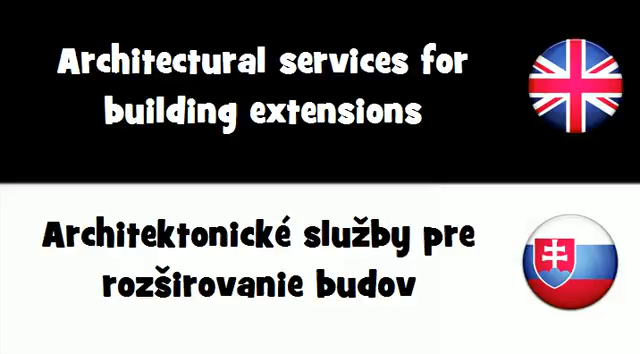 Architectural services for
building extensions
Architektonické služby pre
rozširovanie budov